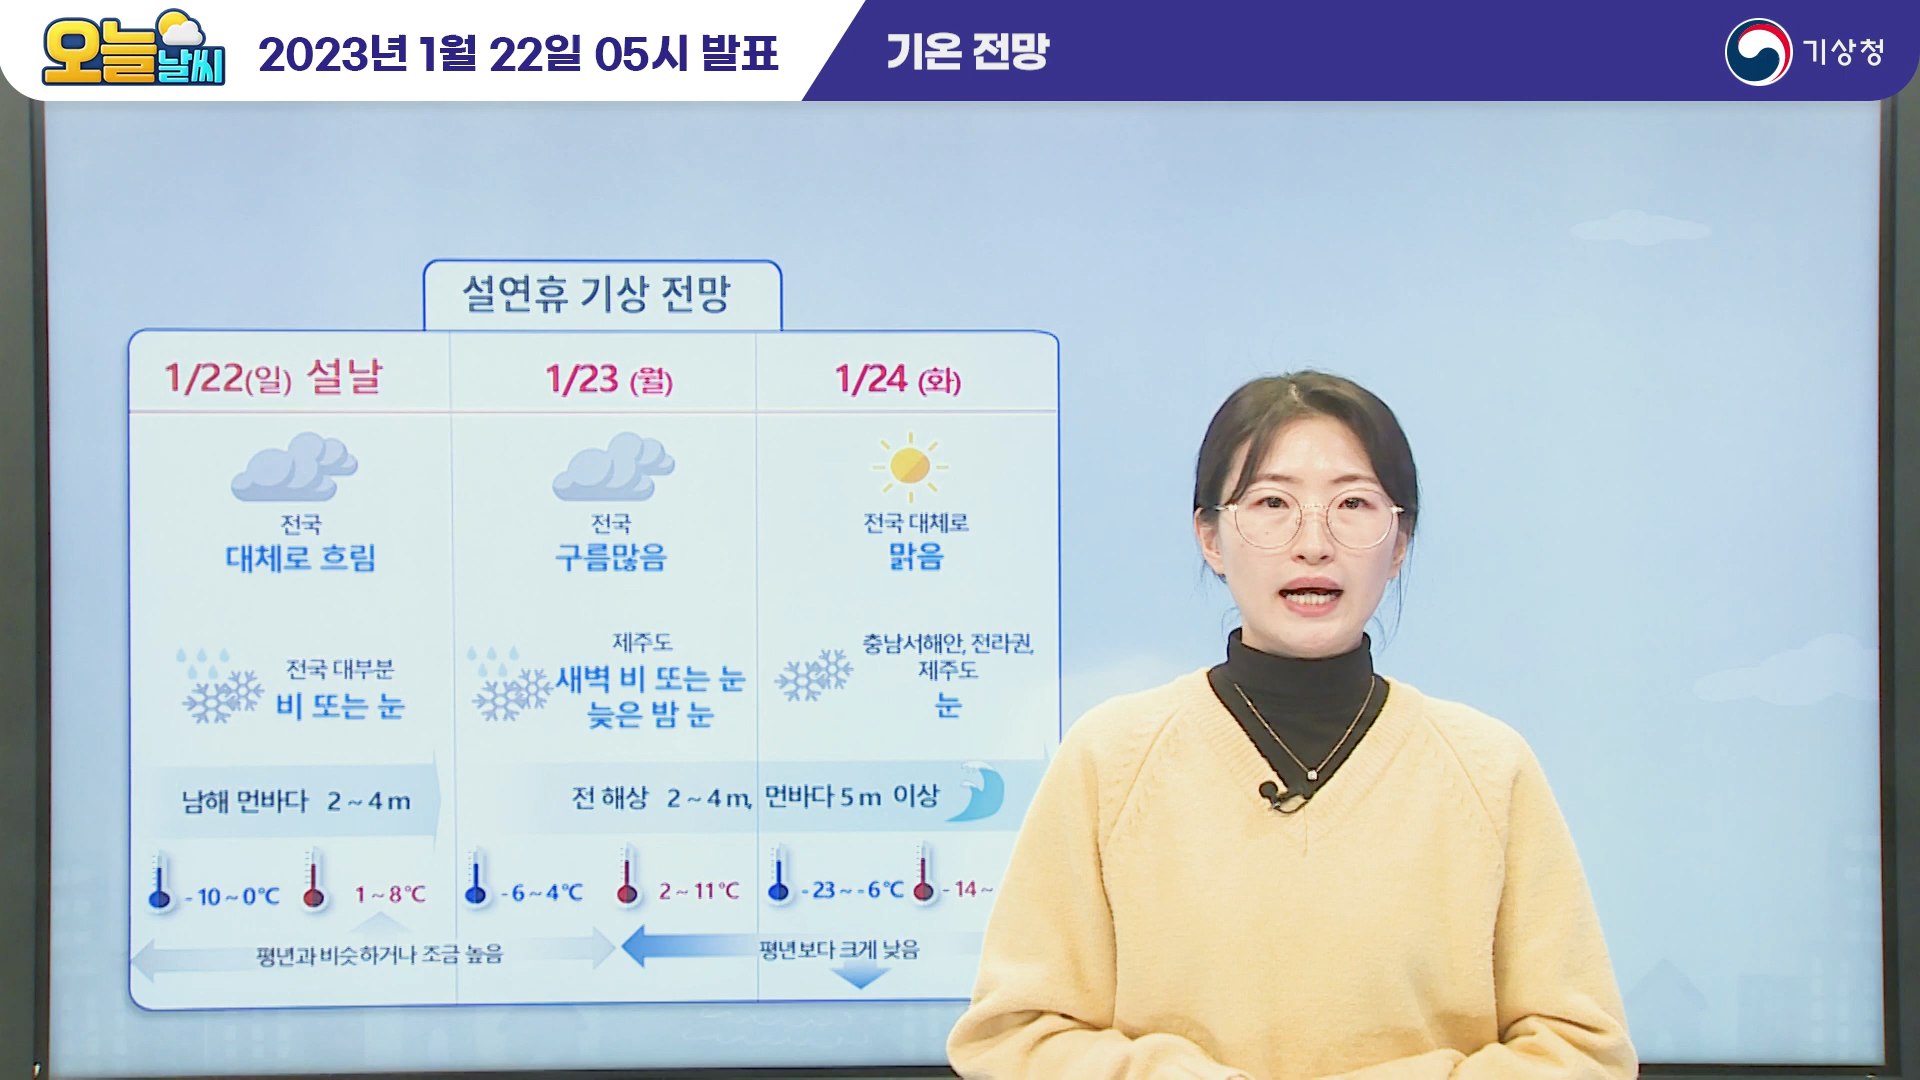 오늘날씨
2023년 1월 22일 05시 발표
기온 전망
기상청
설연휴 기상 전망
1/22(일) 설날
1/23 (월)
1/24 (화)
전국
대체로 흐림
전국
구름많음
전국 대체로
맑음
전국 대부분
비 또는 눈
제주도
새벽 비 또는 눈
늦은 밤 눈
충남서해안, 전라권,
제주도
눈
남해 먼바다 2~4m
전 해상 2~4m, 먼바다 5m 이상
-10~0℃
1~8℃
-6~4℃
2~11℃
-23~-6℃
-14~
평년과 비슷하거나 조금 높음
평년보다 크게 낮음